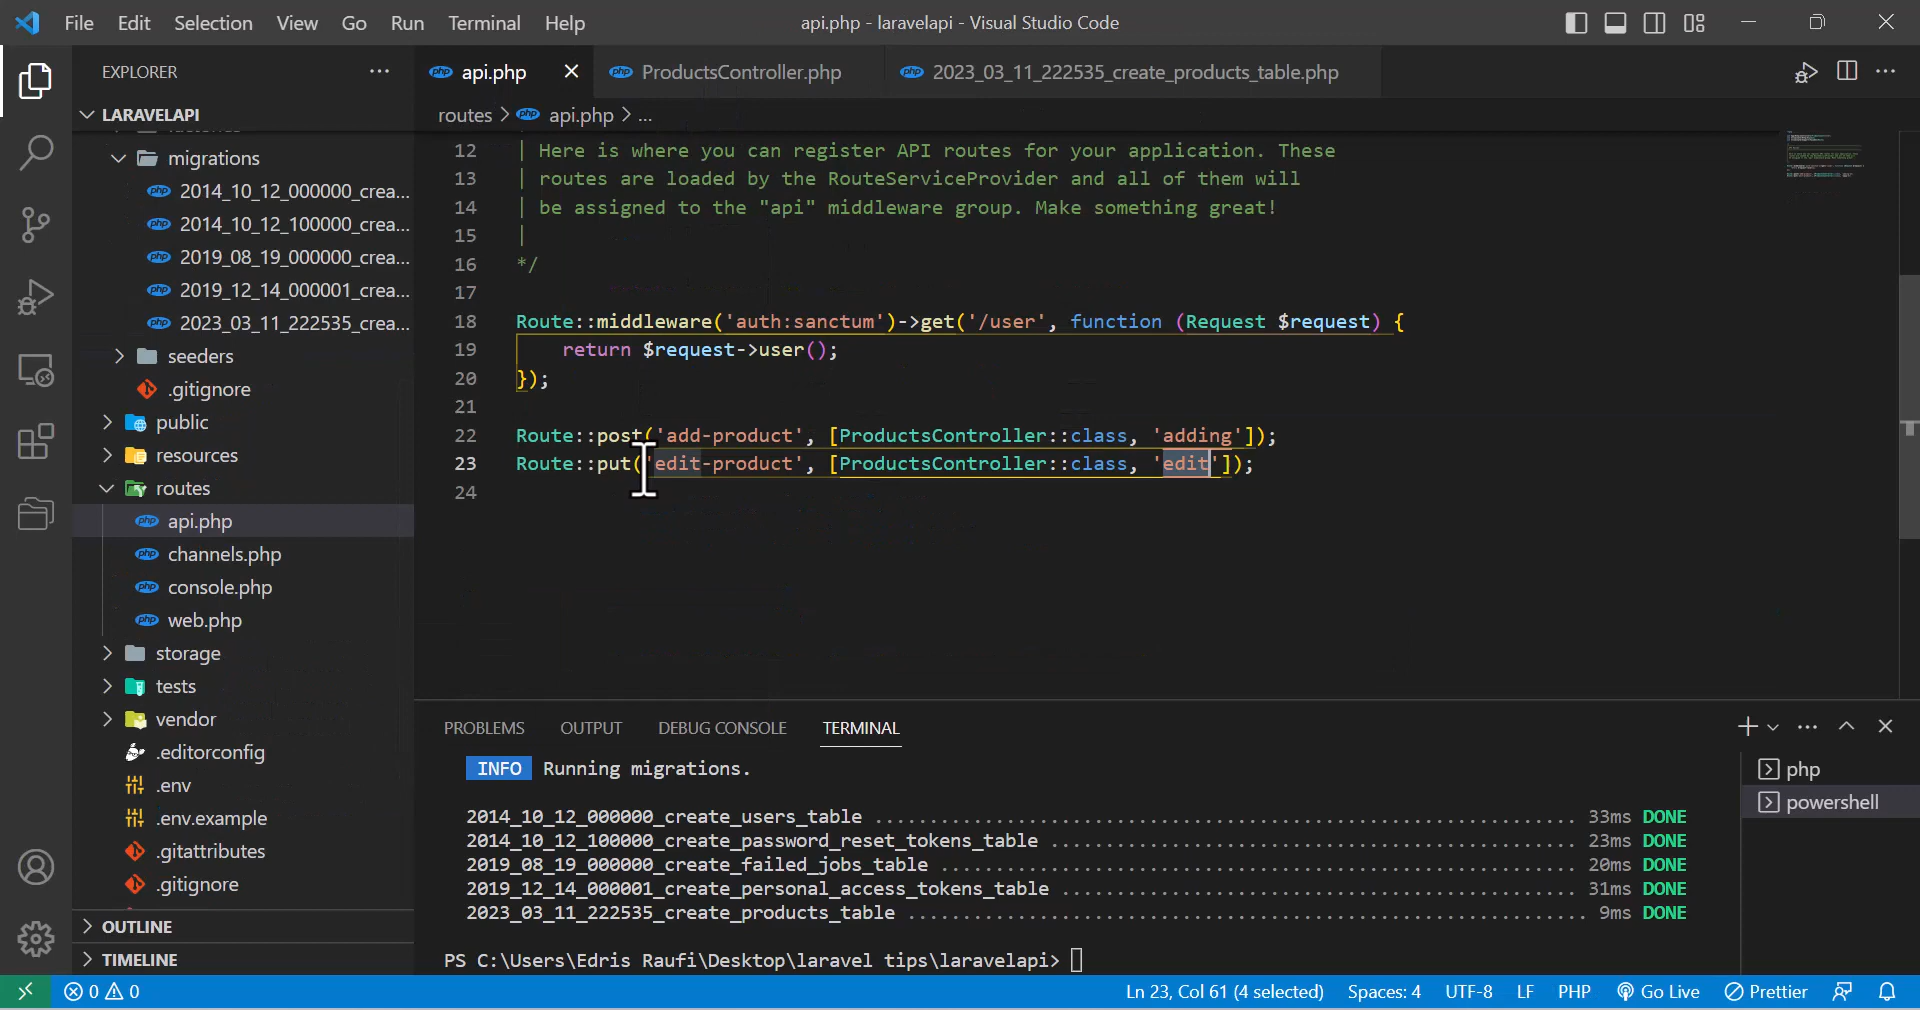 File Edit Selection View Go Run Terminal Help
api.php - laravelapi - Visual Studio Code
EXPLORER
LARAVELAPI
migrations
2014_10_12_000000_crea...
2014_10_12_100000_crea...
2019_08_19_000000_crea...
2019_12_14_000001_crea...
2023_03_11_222535_crea...
seeders
.gitignore
public
resources
routes
api.php
channels.php
console.php
web.php
storage
tests
vendor
.editorconfig
.env
.env.example
.gitattributes
.gitignore
OUTLINE
TIMELINE
php api.php
php ProductsController.php
php 2023_03_11_222535_create_products_table.php
routes > php api.php > ...
12 | Here is where you can register API routes for your application. These
13 | routes are loaded by the RouteServiceProvider and all of them will
14 | be assigned to the "api" middleware group. Make something great!
15 |
16 */
17
18 Route::middleware('auth:sanctum')->get('/user', function (Request $request) {
19 return $request->user();
20 });
21
22 Route::post('add-product', [ProductsController::class, 'adding']);
23 Route::put('edit-product', [ProductsController::class, 'edit']);
24
PROBLEMS OUTPUT DEBUG CONSOLE TERMINAL
INFO Running migrations.
2014_10_12_000000_create_users_table ........ 33ms DONE
2014_10_12_100000_create_password_reset_tokens_table ........ 23ms DONE
2019_08_19_000000_create_failed_jobs_table ........ 20ms DONE
2019_12_14_000001_create_personal_access_tokens_table ........ 31ms DONE
2023_03_11_222535_create_products_table ........ 9ms DONE
PS C:\Users\Edris Raufi\Desktop\laravel tips\laravelapi>
php
powershell
0 0
Ln 23, Col 61 (4 selected) Spaces: 4 UTF-8 LF PHP Go Live Prettier